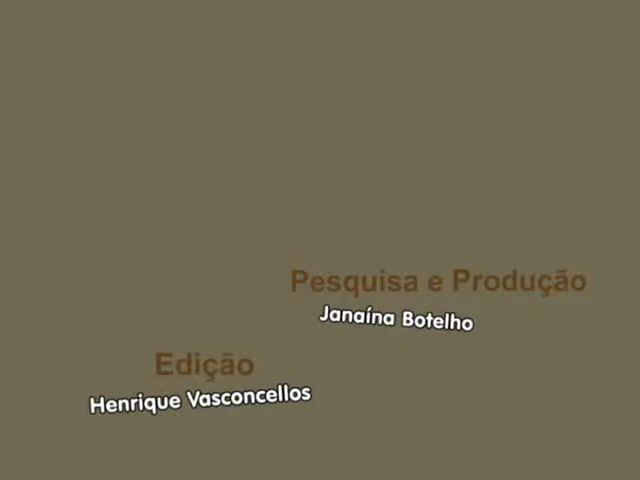 Pesquisa e Produção
Janaína Botelho
Edição
Henrique Vasconcellos